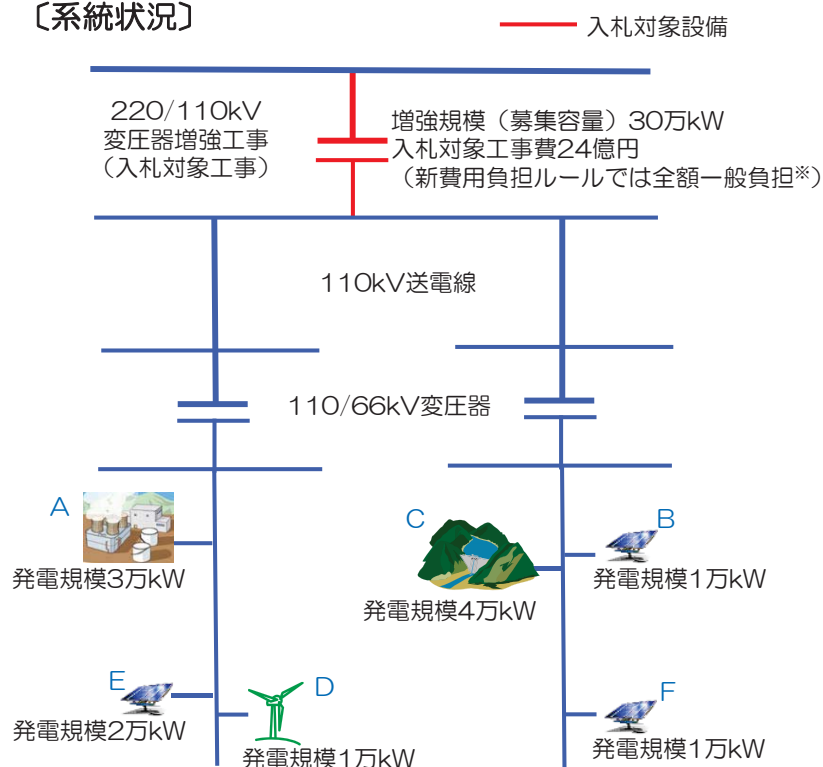 〔系統状況〕
入札対象設備
220/110kV
変圧器増強工事
（入札対象工事）
増強規模（募集容量）30万kW
入札対象工事費24億円
（新費用負担ルールでは全額一般負担※）
110kV送電線
110/66kV変圧器
A
発電規模3万kW
C
発電規模4万kW
B
発電規模1万kW
E
発電規模2万kW
D
発電規模1万kW
F
発電規模1万kW